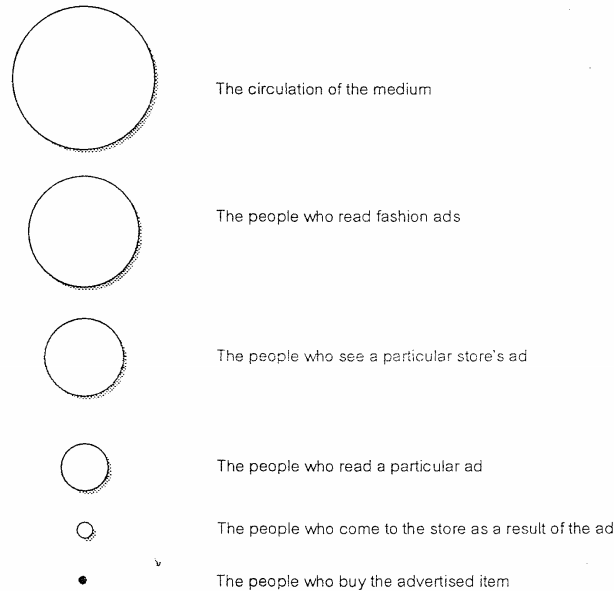 The circulation of the medium
The people who read fashion ads
The people who see a particular store's ad
The people who read a particular ad
The people who come to the store as a result of the ad
The people who buy the advertised item